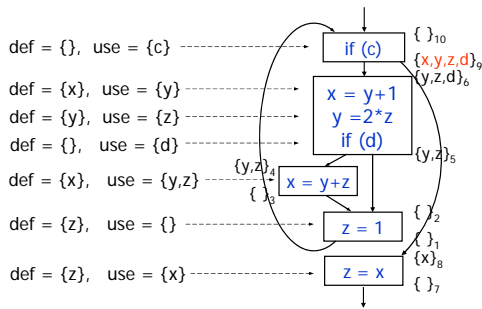 { }10
def = {}, use = {c}
if (c)
{x,y,z,d}9
{y,z,d}6
def = {x}, use = {y}
x = y+1
def = {y}, use = {z}
y =2*z
def = {}, use = {d}
if (d)
{y,z}5
{y,z}4
def = {x}, use = {y,z}
x = y+z
{ }3
{ }2
def = {z}, use = {}
z = 1
{ }1
{x}8
def = {z}, use = {x}
z = x
{ }7